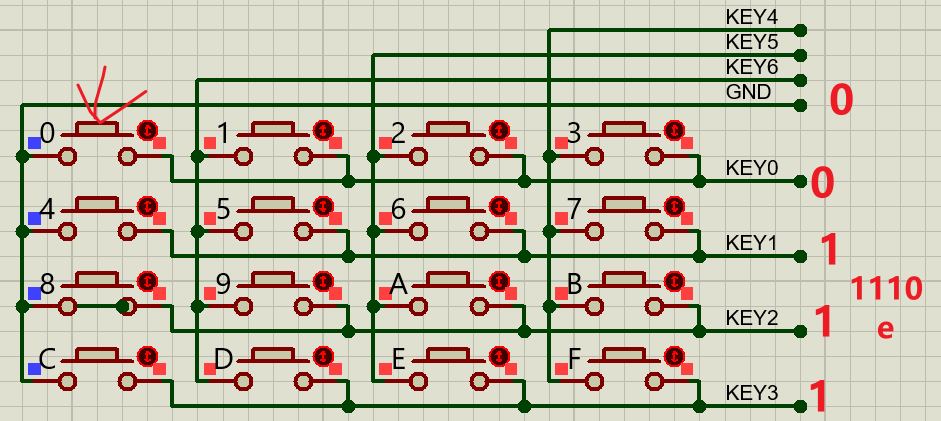 KEY4
KEY5
KEY6
GND 0
0 1 2 3
KEY0 0
4 5 6 7
KEY1 1
8 9 A B
1110
KEY2 1
e
C D E F
KEY3 1